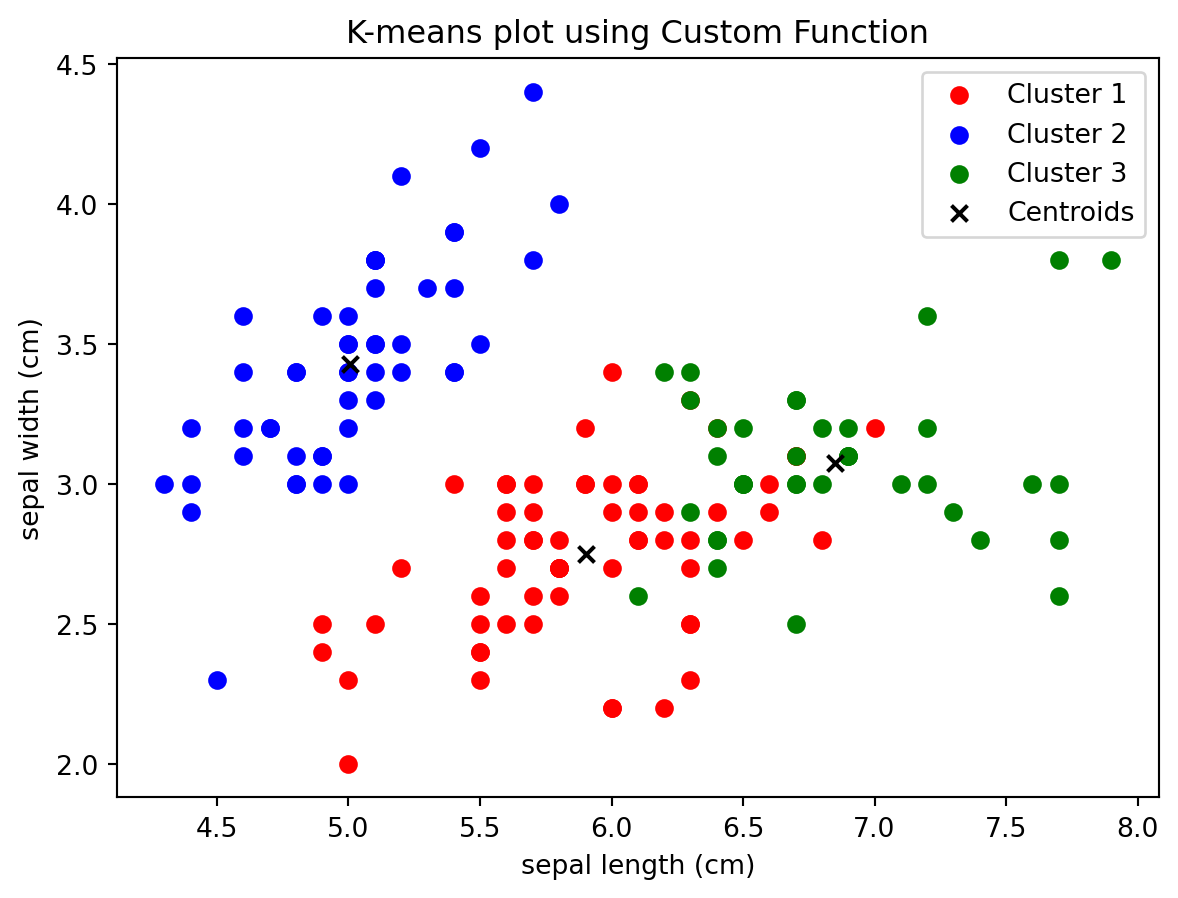 K-means plot using Custom Function
4.5
4.0
3.5
3.0
2.5
2.0
sepal width (cm)
Cluster 1
Cluster 2
Cluster 3
Centroids
4.5 5.0 5.5 6.0 6.5 7.0 7.5 8.0
sepal length (cm)